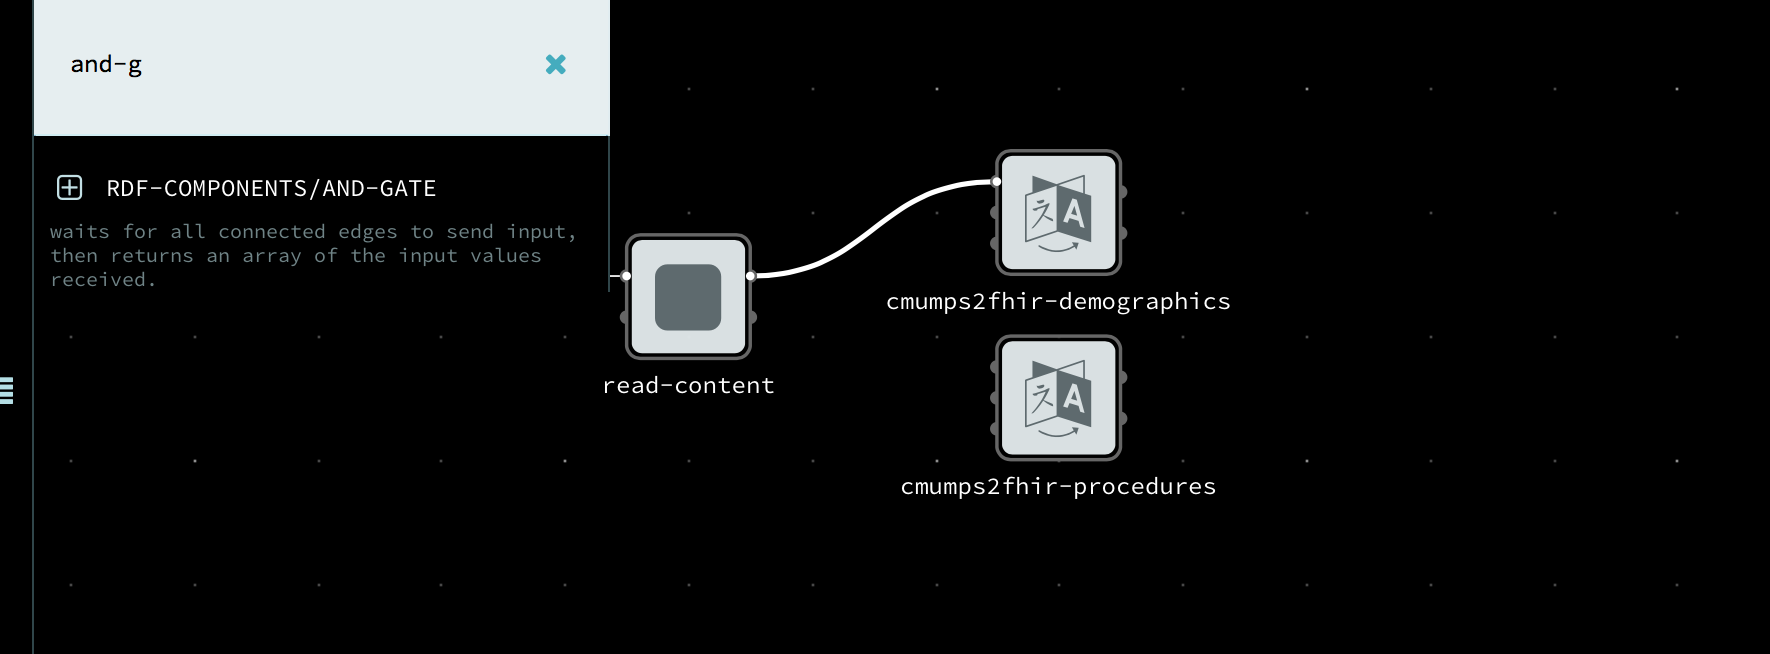 and-g
RDF-COMPONENTS/AND-GATE
waits for all connected edges to send input,
then returns an array of the input values
received.
read-content
A
cmumps2fhir-demographics
A
cmumps2fhir-procedures